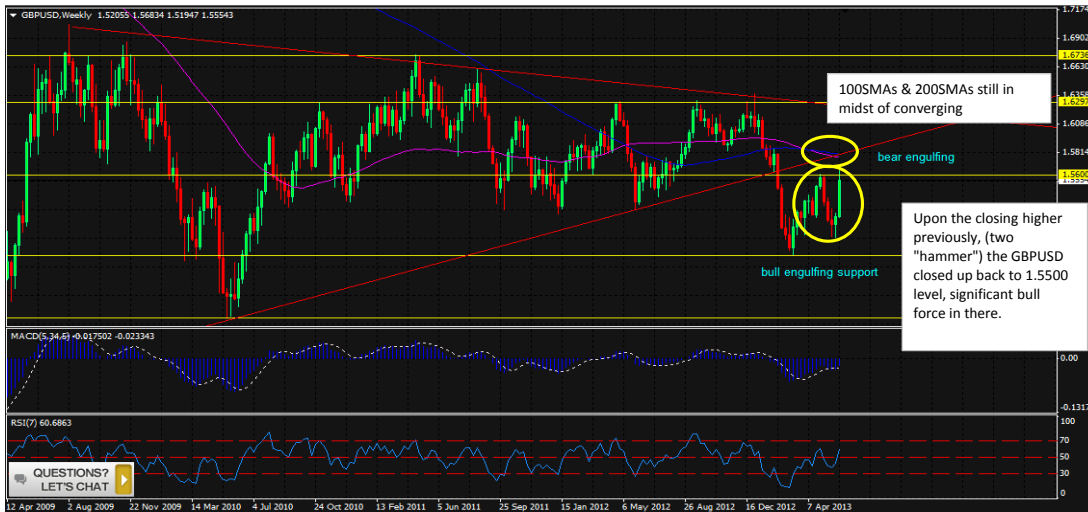 GBPUSD,Weekly 1.52055 1.56834 1.51947 1.55543
1.7174
1.6902
1.6736
1.6630
1.6358
1.6297
1.6086
1.5814
1.5600
100SMAs & 200SMAs still in
midst of converging
bear engulfing
Upon the closing higher
previously, (two
"hammer") the GBPUSD
closed up back to 1.5500
level, significant bull
force in there.
bull engulfing support
MACD(5,34,5) -0.017502 -0.023343
0.00
-0.1317
RSI(7) 60.6863
100
70
50
30
0
QUESTIONS?
LET'S CHAT
12 Apr 2009 2 Aug 2009 22 Nov 2009 14 Mar 2010 4 Jul 2010 24 Oct 2010 13 Feb 2011 5 Jun 2011 25 Sep 2011 15 Jan 2012 6 May 2012 26 Aug 2012 16 Dec 2012 7 Apr 2013